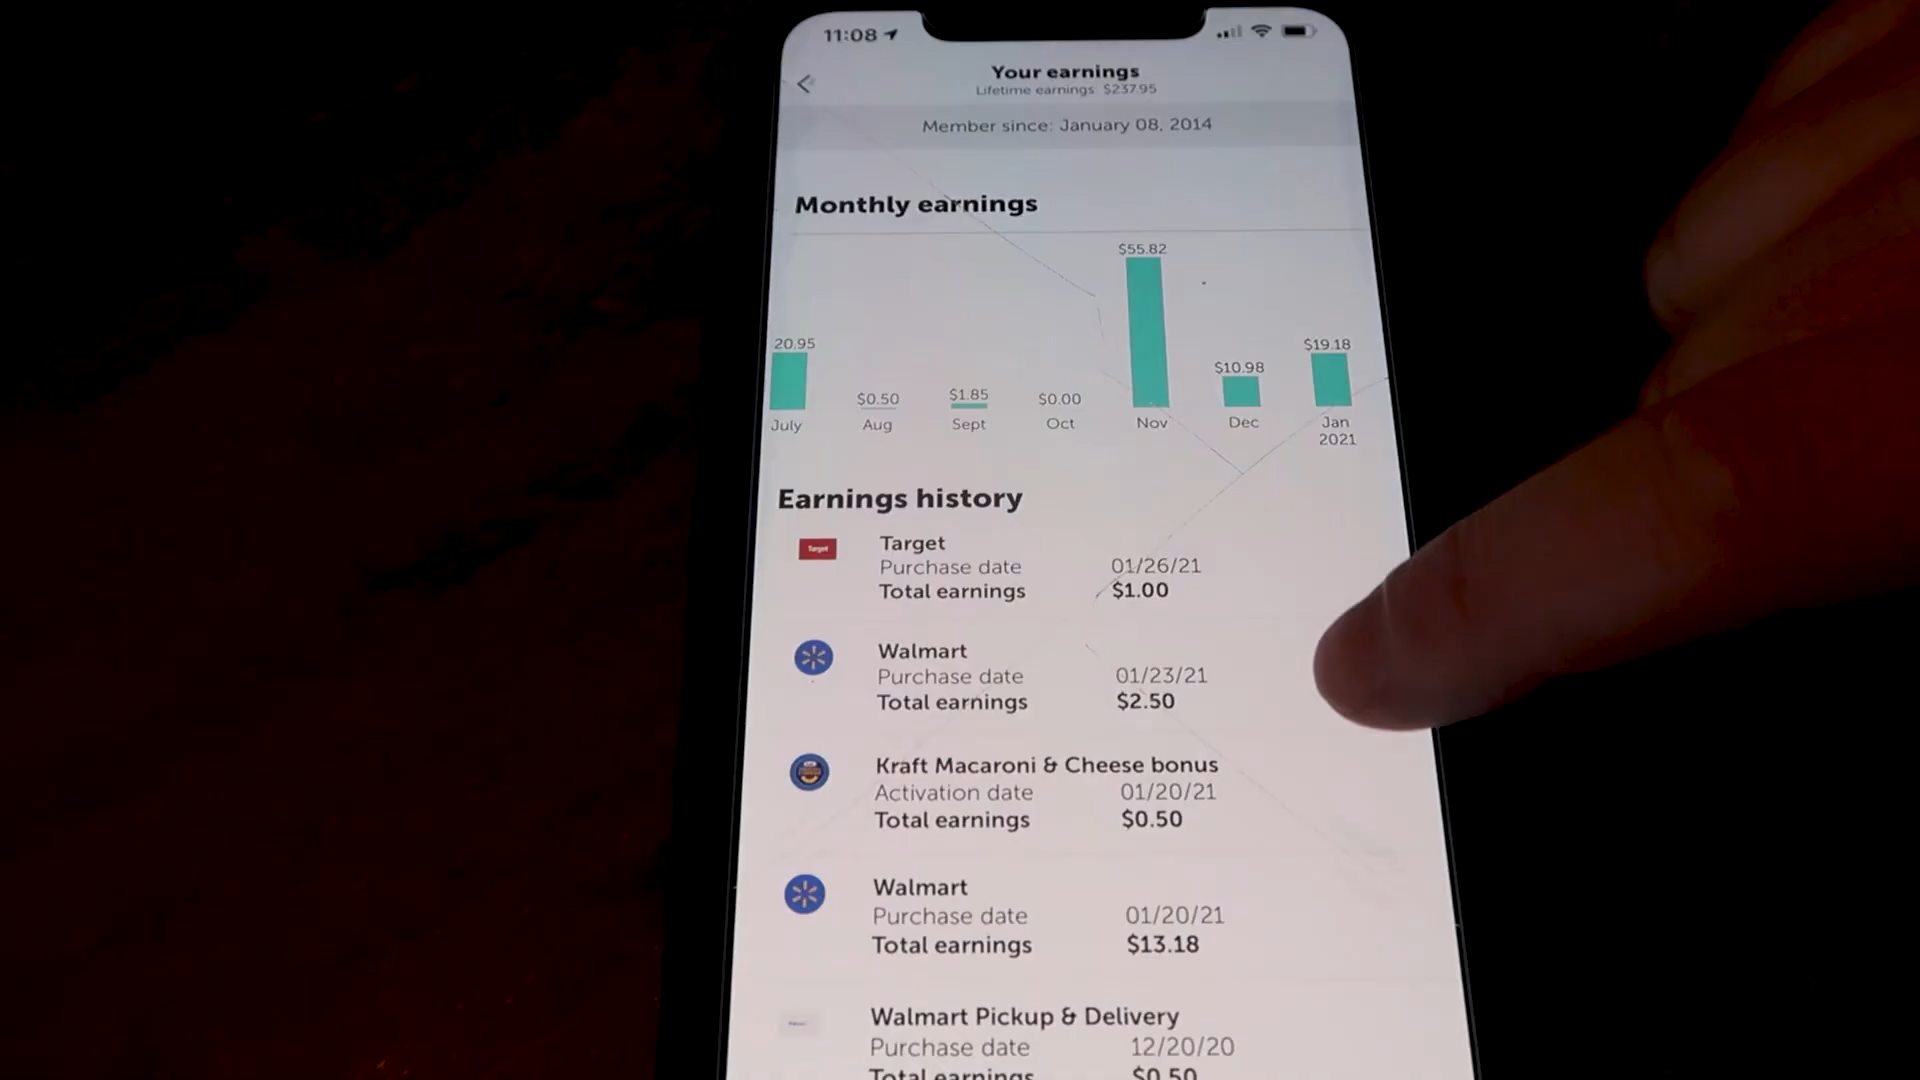 11:08
Your earnings
Lifetime earnings $237.95
Member since: January 08, 2014
Monthly earnings
$55.82
20.95
$0.50
$1.85
$0.00
$10.98
$19.18
July
Aug
Sept
Oct
Nov
Dec
Jan
2021
Earnings history
Target
Target
Purchase date 01/26/21
Total earnings $1.00
Walmart
Purchase date 01/23/21
Total earnings $2.50
Kraft Macaroni & Cheese bonus
Activation date 01/20/21
Total earnings $0.50
Walmart
Purchase date 01/20/21
Total earnings $13.18
Walmart Pickup & Delivery
Purchase date 12/20/20
Total earnings $0.50